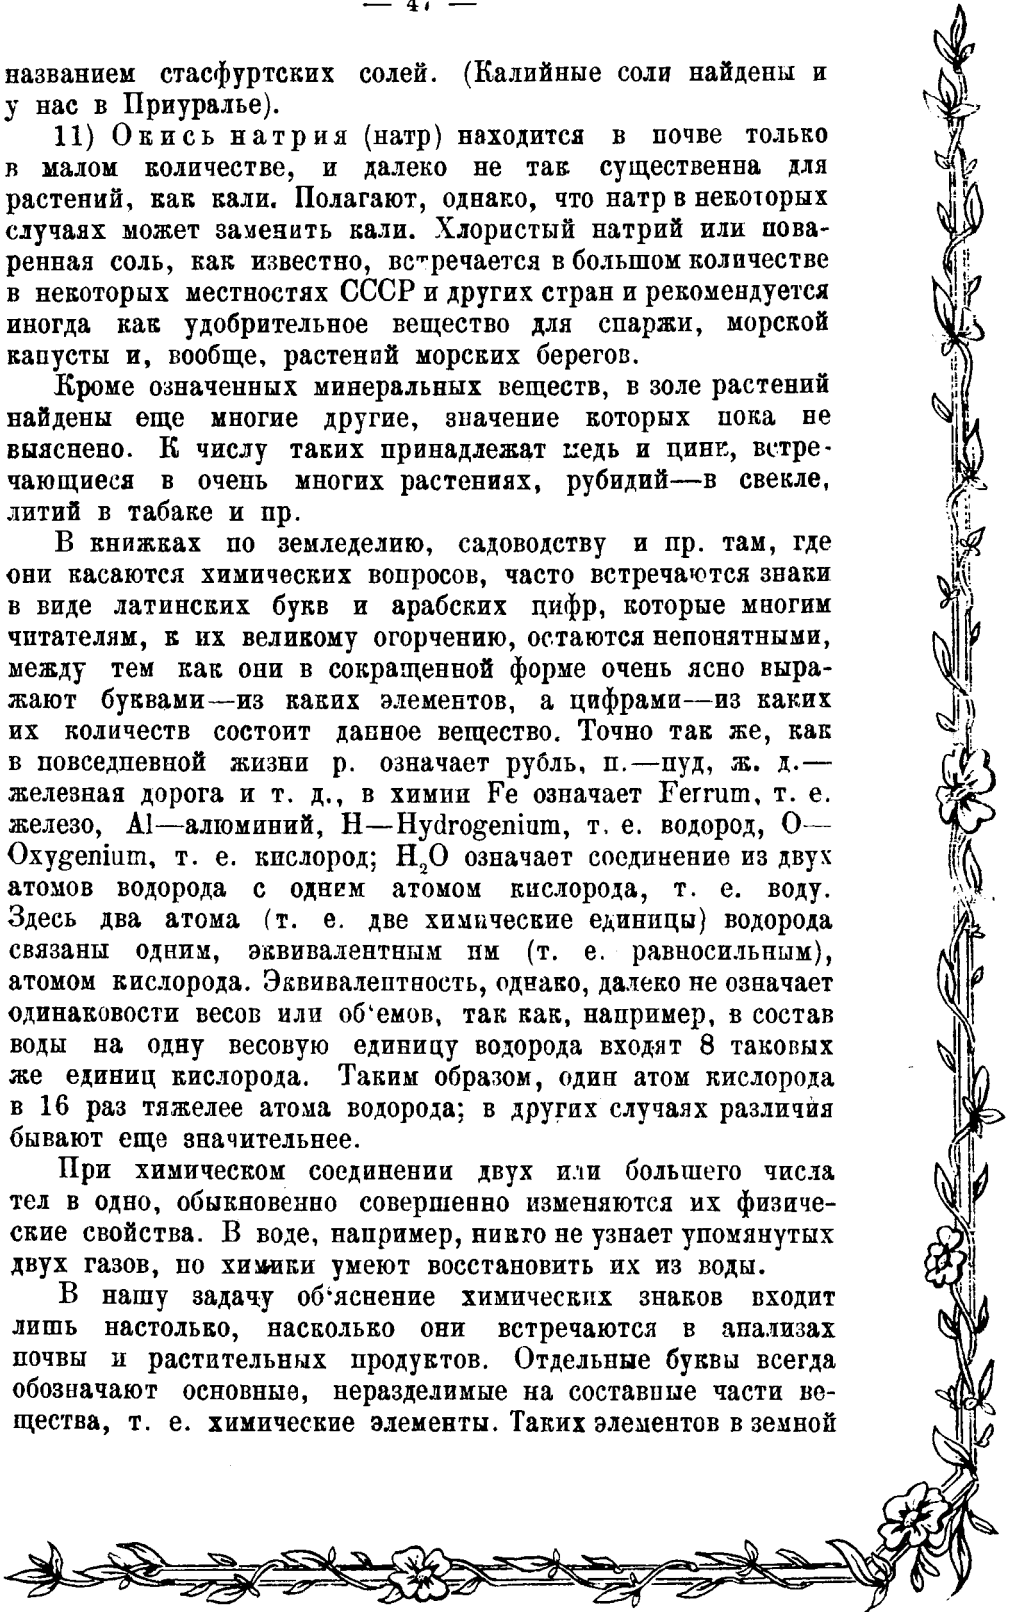 — 47 —
названием стасфуртских солей. (Калийные соли найдены и
у нас в Приуралье).
11) Окись натрия (натр) находится в почве только
в малом количестве, и далеко не так существенна для
растений, как кали. Полагают, однако, что натр в некоторых
случаях может заменить кали. Хлористый натрий или пова-
ренная соль, как известно, встречается в большом количестве
в некоторых местностях СССР и других стран и рекомендуется
иногда как удобрительное вещество для спаржи, морской
капусты и, вообще, растений морских берегов.
Кроме означенных минеральных веществ, в золе растений
найдены еще многие другие, значение которых пока не
выяснено. К числу таких принадлежат медь и цинк, встре-
чающиеся в очень многих растениях, рубидий—в свекле,
литий в табаке и пр.
В книжках по земледелию, садоводству и пр. там, где
они касаются химических вопросов, часто встречаются знаки
в виде латинских букв и арабских цифр, которые многим
читателям, к их великому огорчению, остаются непонятными,
между тем как они в сокращенной форме очень ясно выра-
жают буквами—из каких элементов, а цифрами—из каких
их количеств состоит данное вещество. Точно так же, как
в повседневной жизни р. означает рубль, п.—пуд, ж. д.—
железная дорога и т. д., в химии Fe означает Ferrum, т. е.
железо, Al—алюминий, H—Hydrogenium, т. е. водород, O—
Oxygenium, т. е. кислород; H₂O означает соединение из двух
атомов водорода с одним атомом кислорода, т. е. воду.
Здесь два атома (т. е. две химические единицы) водорода
связаны одним, эквивалентным им (т. е. равносильным),
атомом кислорода. Эквивалентность, однако, далеко не означает
одинаковости весов или об‘емов, так как, например, в состав
воды на одну весовую единицу водорода входят 8 таковых
же единиц кислорода. Таким образом, один атом кислорода
в 16 раз тяжелее атома водорода; в других случаях различия
бывают еще значительнее.
При химическом соединении двух или большего числа
тел в одно, обыкновенно совершенно изменяются их физиче-
ские свойства. В воде, например, никто не узнает упомянутых
двух газов, но химики умеют восстановить их из воды.
В нашу задачу об‘яснение химических знаков входит
лишь настолько, насколько они встречаются в анализах
почвы и растительных продуктов. Отдельные буквы всегда
обозначают основные, неразделимые на составные части ве-
щества, т. е. химические элементы. Таких элементов в земной